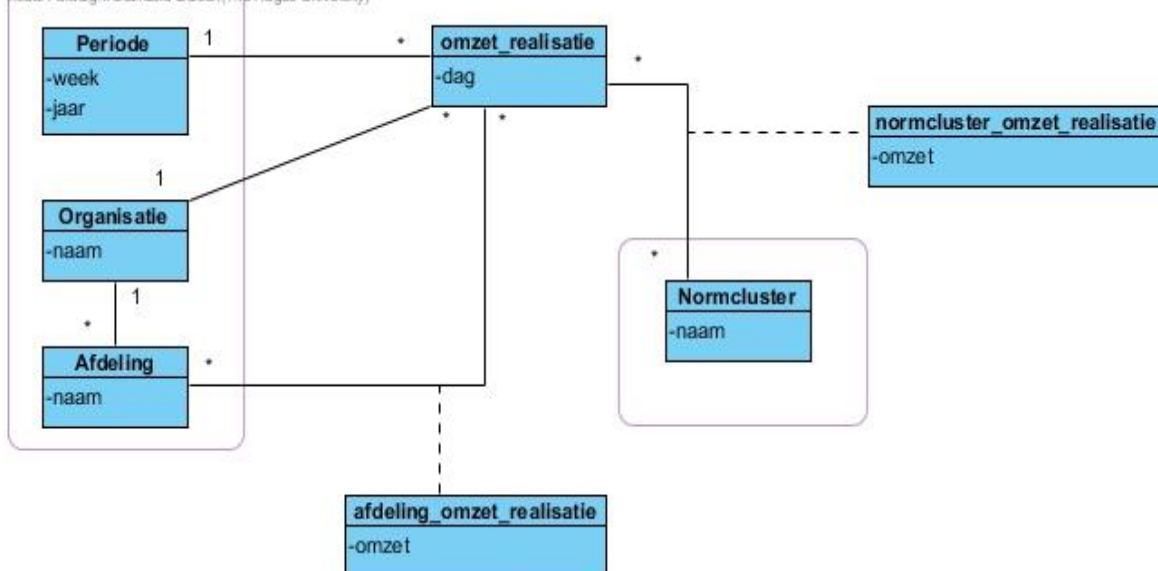 Periode
-week
-jaar
1
*
omzet_realisatie
-dag
*
*
*
normcluster_omzet_realisatie
-omzet
1
Organisatie
-naam
1
*
Afdeling
-naam
*
*
Normcluster
-naam
afdeling_omzet_realisatie
-omzet